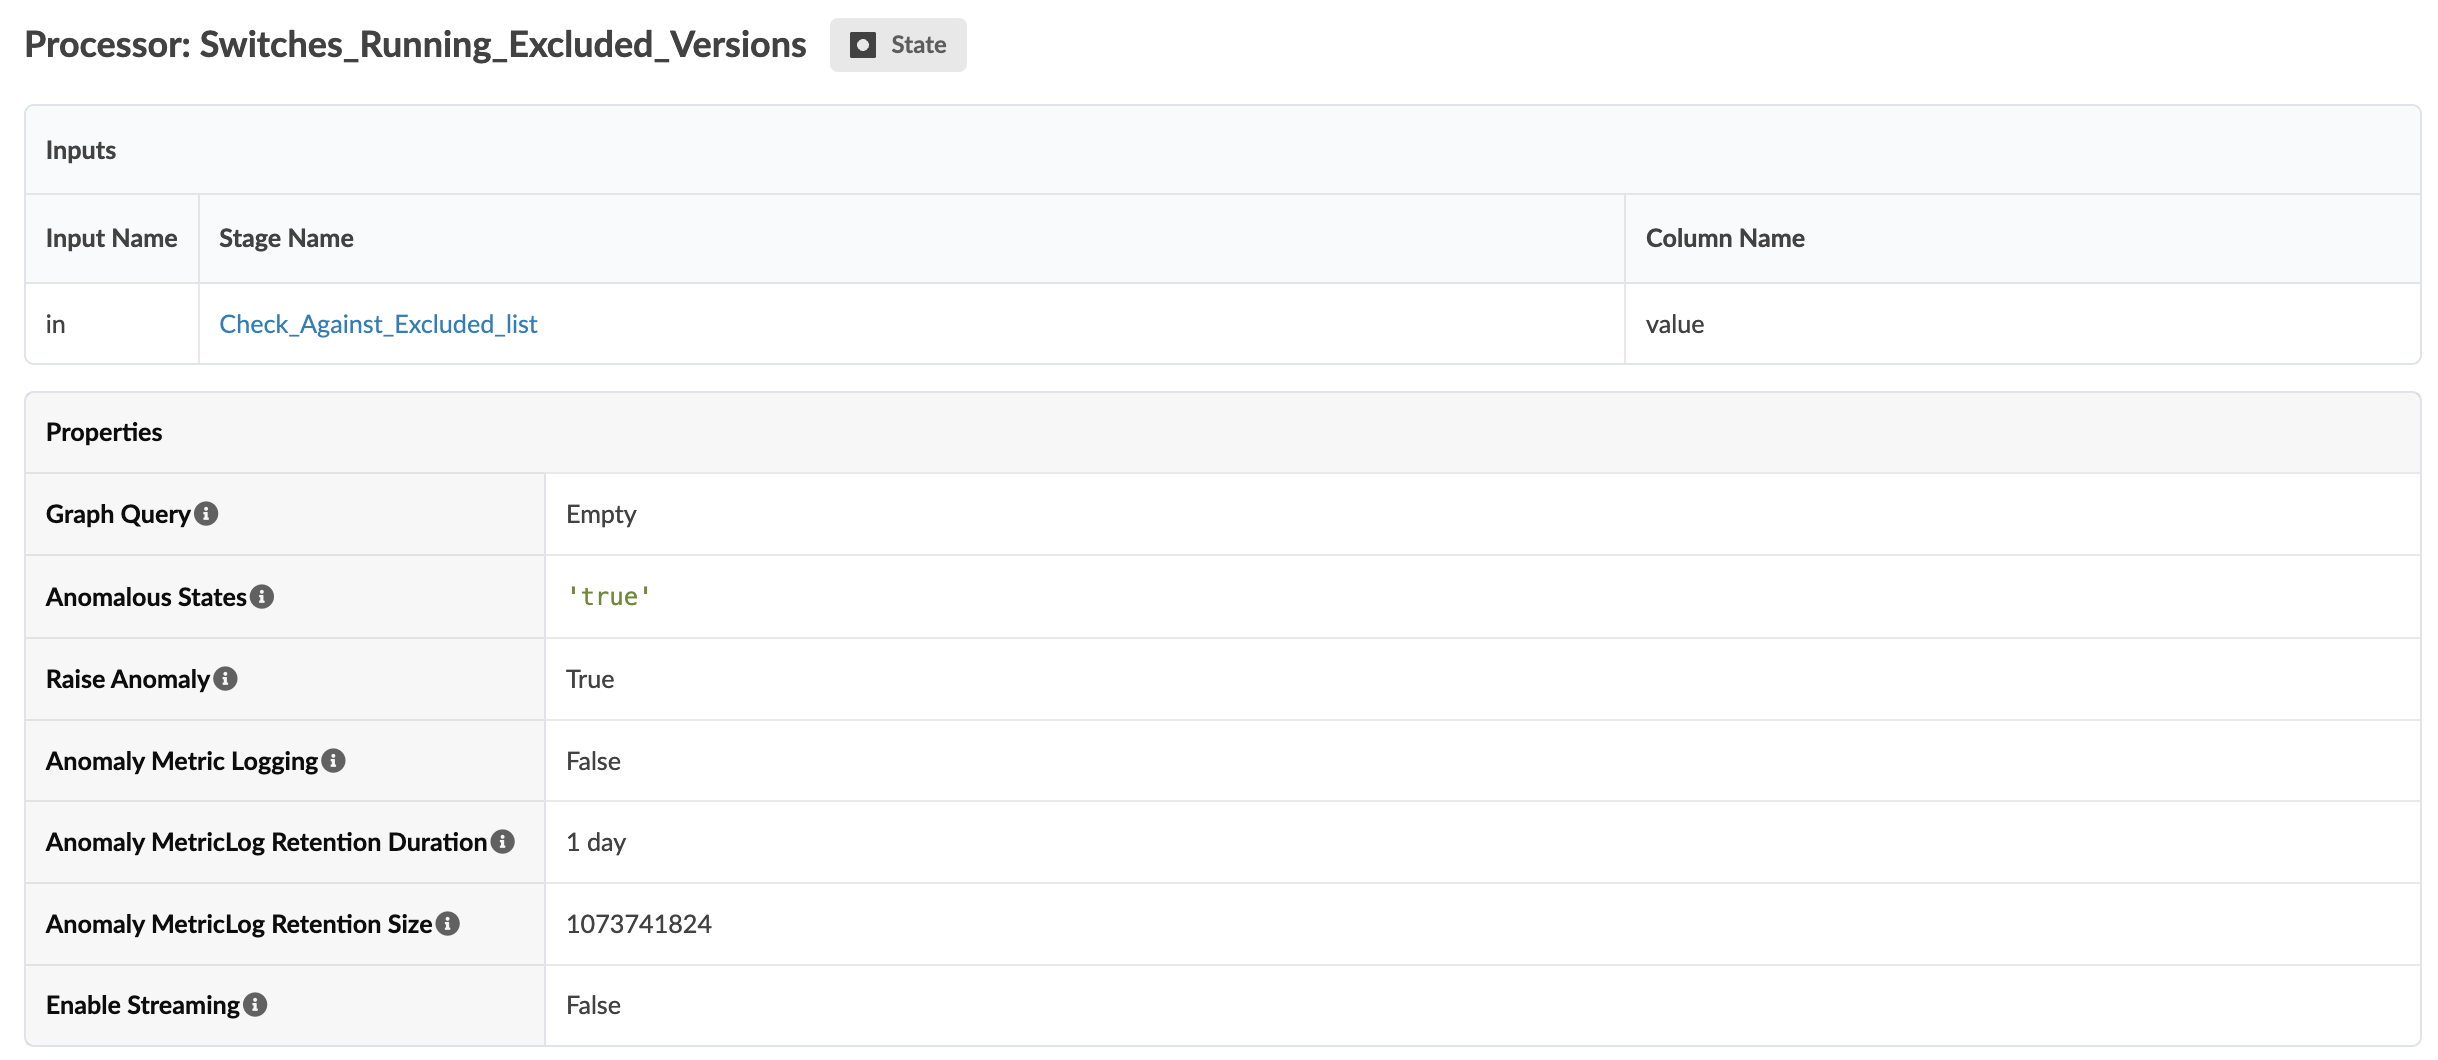 Processor: Switches_Running_Excluded_Versions State
Inputs
Input Name Stage Name Column Name
in Check_Against_Excluded_list value
Properties
Graph Query Empty
Anomalous States 'true'
Raise Anomaly True
Anomaly Metric Logging False
Anomaly MetricLog Retention Duration 1 day
Anomaly MetricLog Retention Size 1073741824
Enable Streaming False